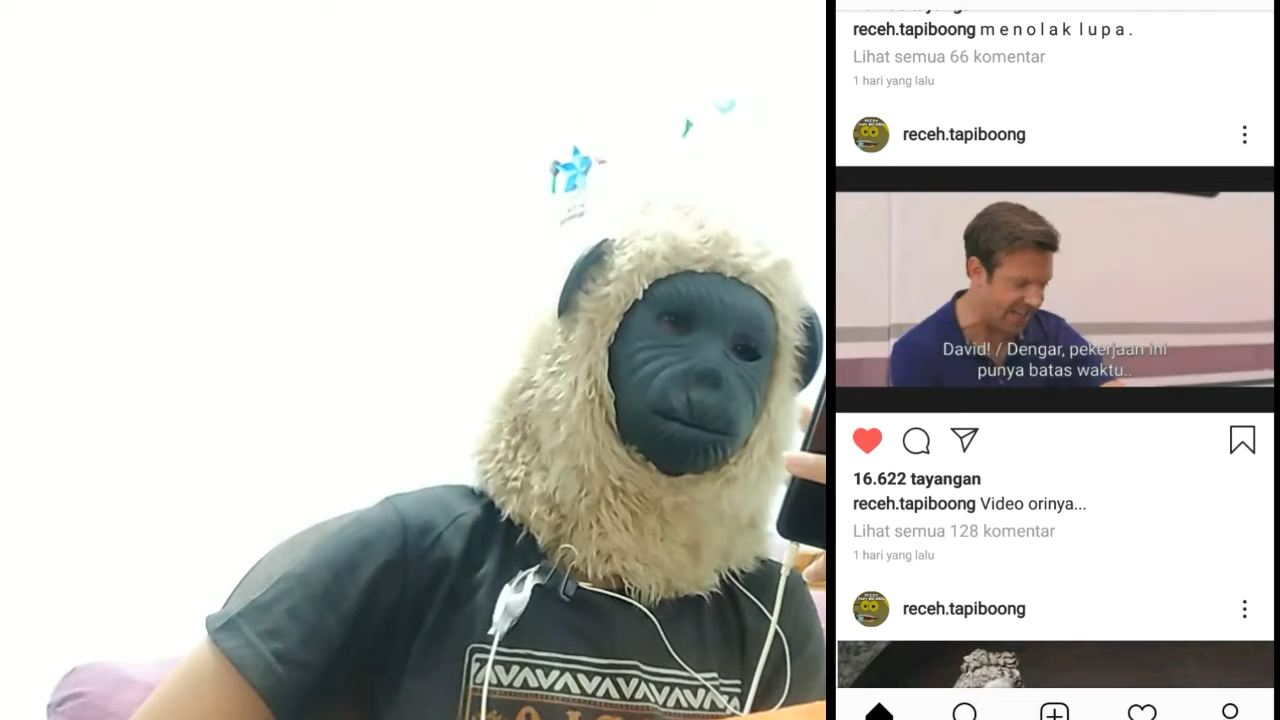 receh.tapiboong m e n o l a k l u p a .
Lihat semua 66 komentar
1 hari yang lalu
receh.tapiboong
David! / Dengar, pekerjaan ini
punya batas waktu..
16.622 tayangan
receh.tapiboong Video orinya...
Lihat semua 128 komentar
1 hari yang lalu
receh.tapiboong